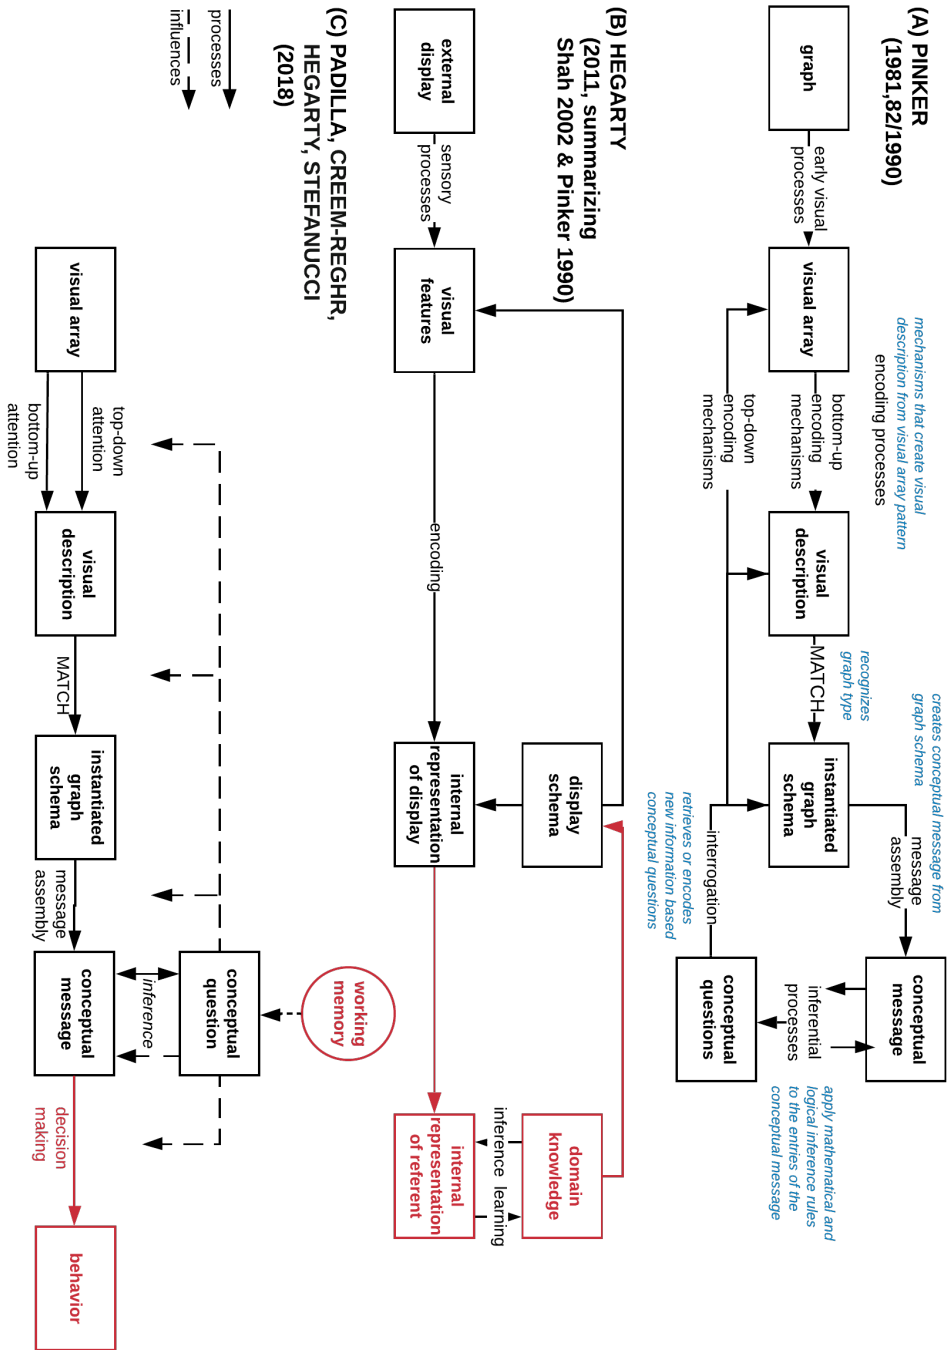 (A) PINKER
(1981,82/1990)
graph
early visual
processes
visual array
mechanisms that create visual
description from visual array pattern
encoding processes
bottom-up
encoding
mechanisms
top-down
encoding
mechanisms
visual
description
recognizes
graph type
MATCH
instantiated
graph
schema
creates conceptual message from
graph schema
message
assembly
conceptual
message
inferential
processes
conceptual
questions
interrogation
retrieves or encodes
new information based
conceptual questions
apply mathematical and
logical inference rules
to the entries of the
conceptual message
(B) HEGARTY
(2011, summarizing
Shah 2002 & Pinker 1990)
external
display
sensory
processes
visual
features
encoding
display
schema
internal
representation
of display
domain
knowledge
inference
learning
internal
representation
of referent
(C) PADILLA, CREEM-REGHR,
HEGARTY, STEFANUCCI
(2018)
processes
influences
visual array
top-down
attention
bottom-up
attention
visual
description
MATCH
instantiated
graph
schema
message
assembly
working
memory
conceptual
question
inference
conceptual
message
decision
making
behavior